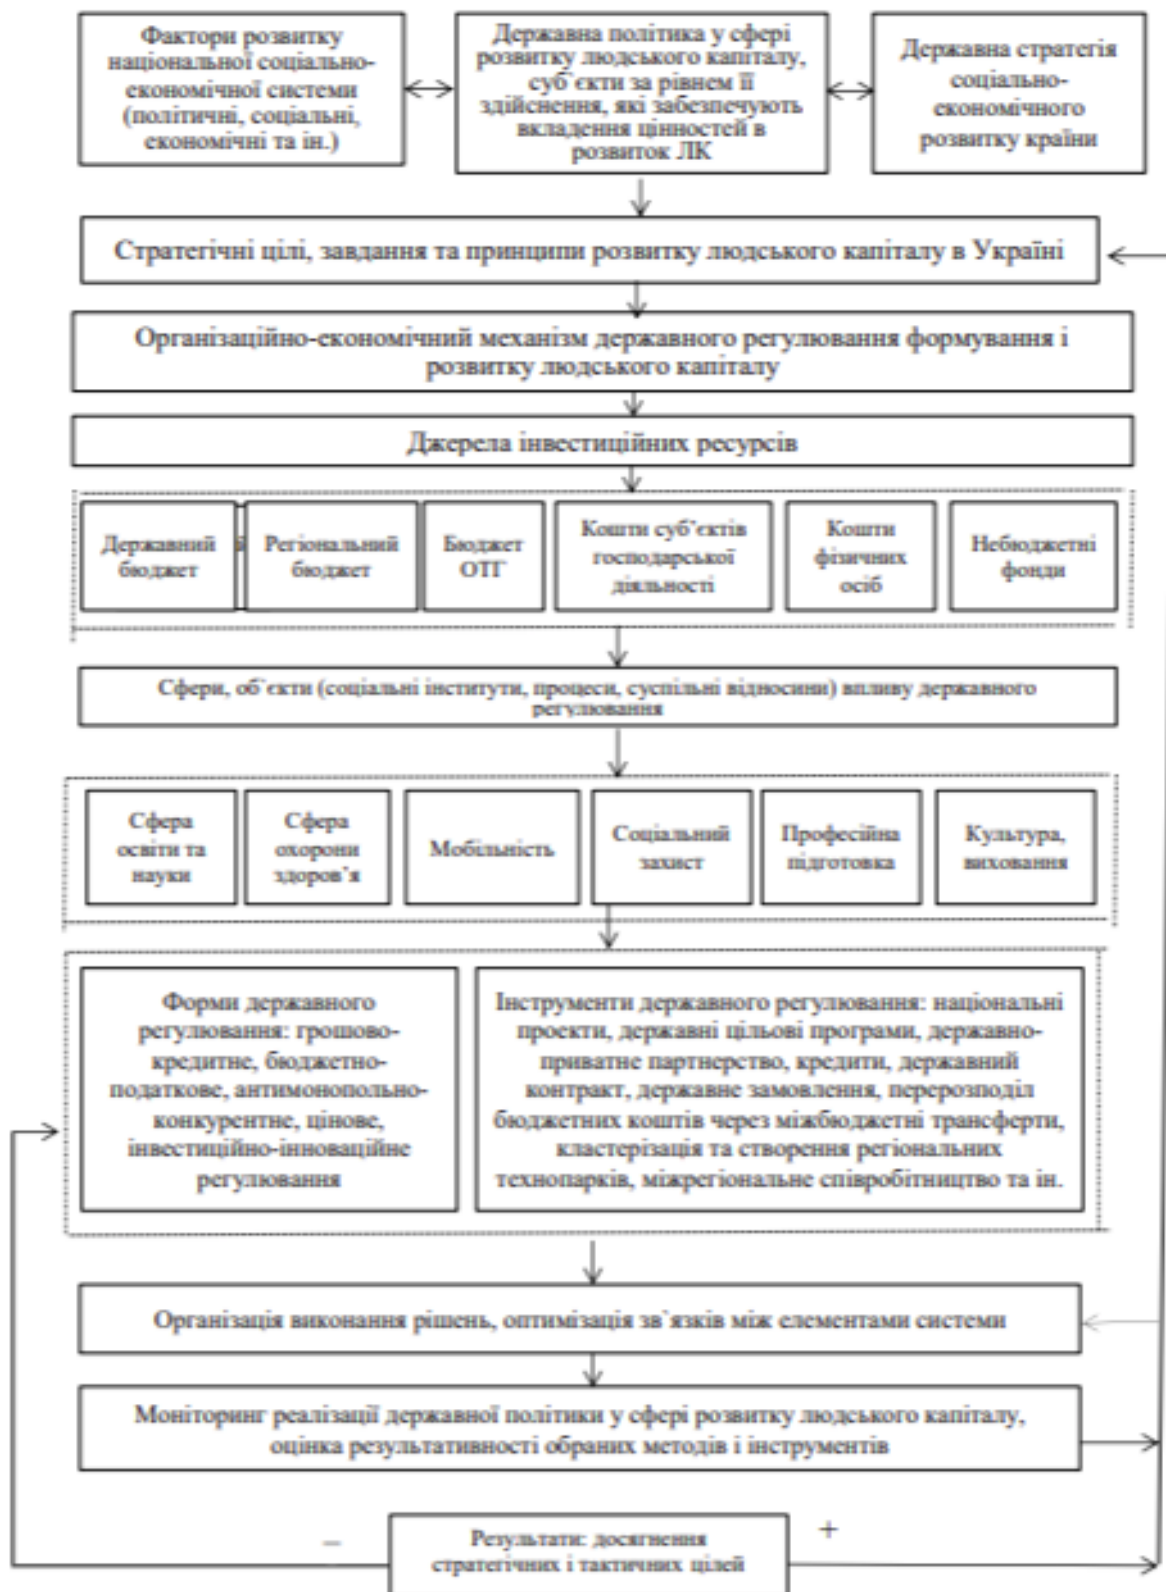 Фактори розвитку
національної соціально-
економічної системи
(політичні, соціальні,
економічні та ін.)
Державна політика у сфері
розвитку людського капіталу,
суб`єкти за рівнем її
здійснення, які забезпечують
вкладення цінностей в
розвиток ЛК
Державна стратегія
соціально-
економічного
розвитку країни
Стратегічні цілі, завдання та принципи розвитку людського капіталу в Україні
Організаційно-економічний механізм державного регулювання формування і
розвитку людського капіталу
Джерела інвестиційних ресурсів
Державний
бюджет
Регіональний
бюджет
Бюджет
ОТГ
Кошти суб’єктів
господарської
діяльності
Кошти
фізичних
осіб
Небюджетні
фонди
Сфери, об`єкти (соціальні інститути, процеси, суспільні відносини) впливу державного
регулювання
Сфера
освіти та
науки
Сфера
охорони
здоров’я
Мобільність
Соціальний
захист
Професійна
підготовка
Культура,
виховання
Форми державного
регулювання: грошово-
кредитне, бюджетно-
податкове, антимонопольно-
конкурентне, цінове,
інвестиційно-інноваційне
регулювання
Інструменти державного регулювання: національні
проекти, державні цільові програми, державно-
приватне партнерство, кредити, державний
контракт, державне замовлення, перерозподіл
бюджетних коштів через міжбюджетні трансферти,
кластерізація та створення регіональних
технопарків, міжрегіональне співробітництво та ін.
Організація виконання рішень, оптимізація зв`язків між елементами системи
Моніторинг реалізації державної політики у сфері розвитку людського капіталу,
оцінка результативності обраних методів і інструментів
–
Результати: досягнення
стратегічних і тактичних цілей
+